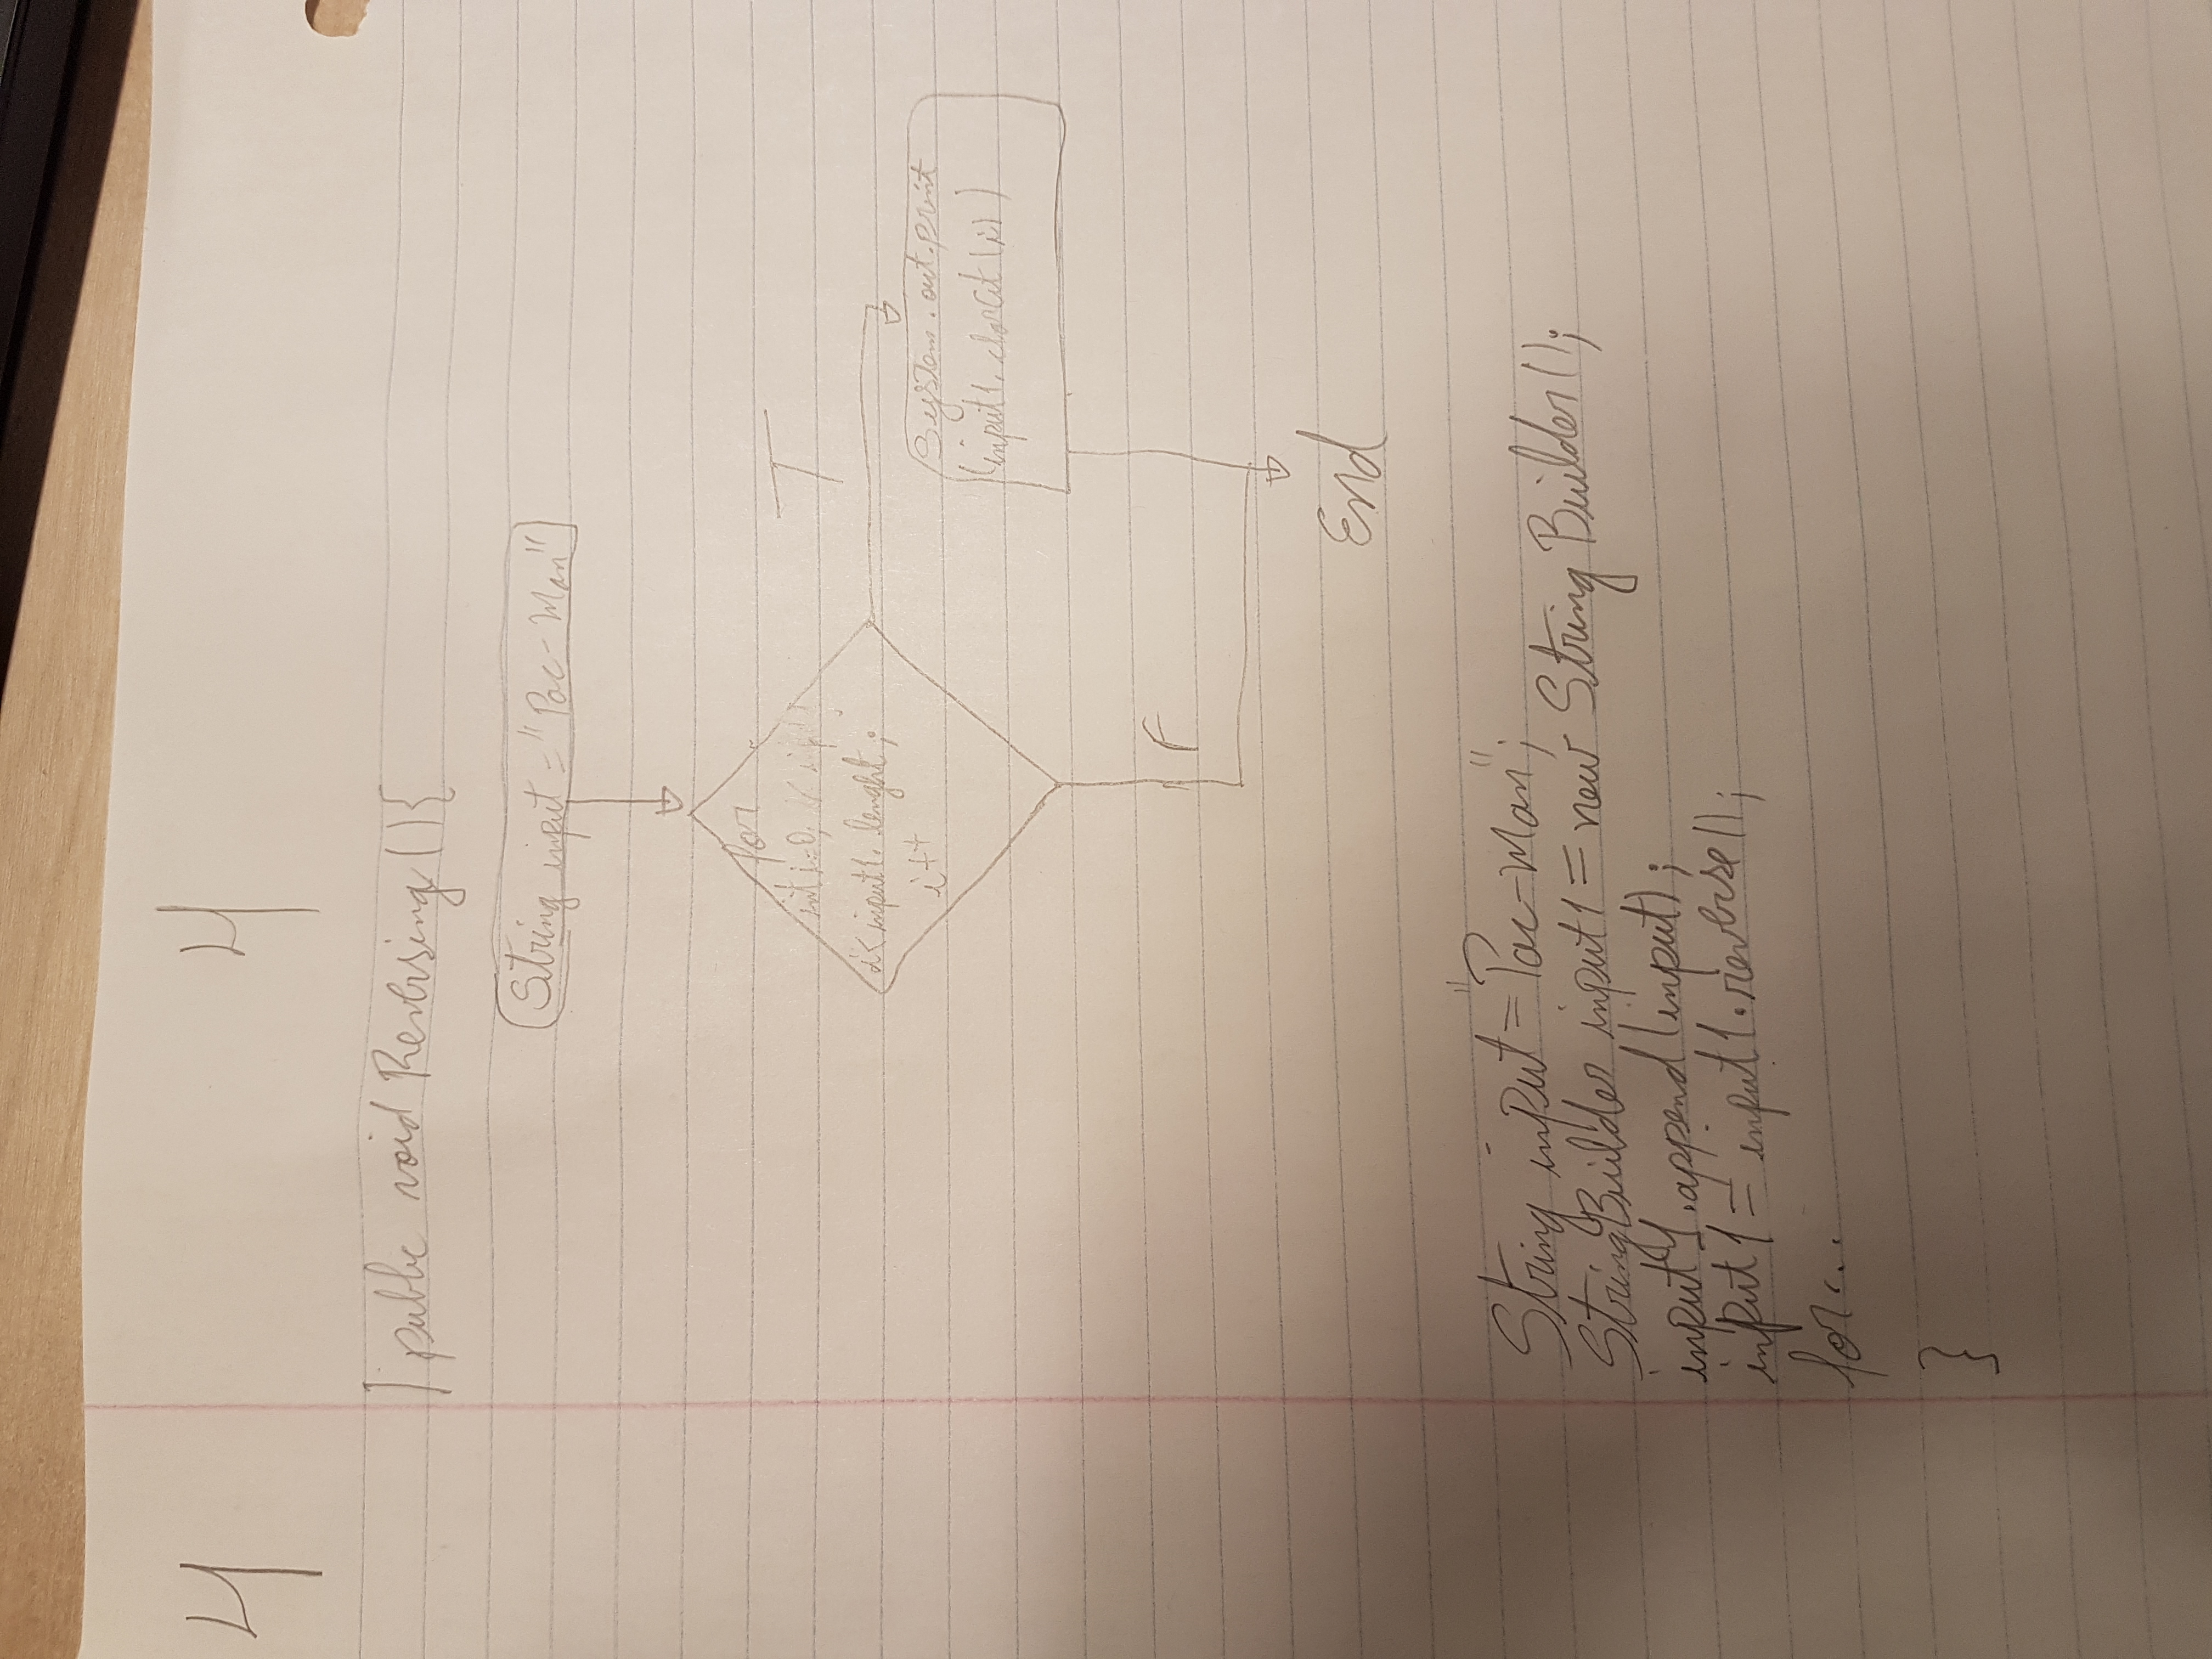 4
4
public void Reversing(){
String input = "Pac-Man"
for
int i=0;
i<input1.lenght;
i++
T
System.out.print
(input1.charAt(i))
F
End
String input = "Pac-Man";
StringBuilder input1 = new StringBuilder();
input1.append(input);
input1 = input1.reverse();
for...
}